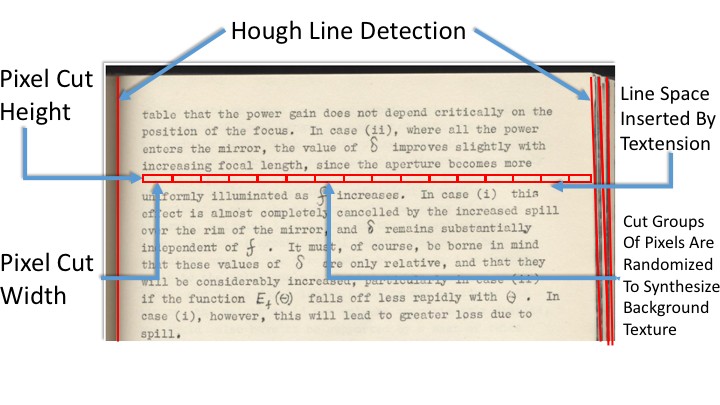 Hough Line Detection
Pixel Cut
Height
Line Space
Inserted By
Textension
table that the power gain does not depend critically on the
position of the focus. In case (ii), where all the power
enters the mirror, the value of δ improves slightly with
increasing focal length, since the aperture becomes more
uniformly illuminated as f increases. In case (i) this
effect is almost completely cancelled by the increased spill
over the rim of the mirror, and δ remains substantially
independent of f . It must, of course, be borne in mind
that these values of δ are only relative, and that they
will be considerably increased, particularly in case (ii)
if the function E₊(Θ) falls off less rapidly with Θ . In
case (i), however, this will lead to greater loss due to
spill.
Pixel Cut
Width
Cut Groups
Of Pixels Are
Randomized
To Synthesize
Background
Texture